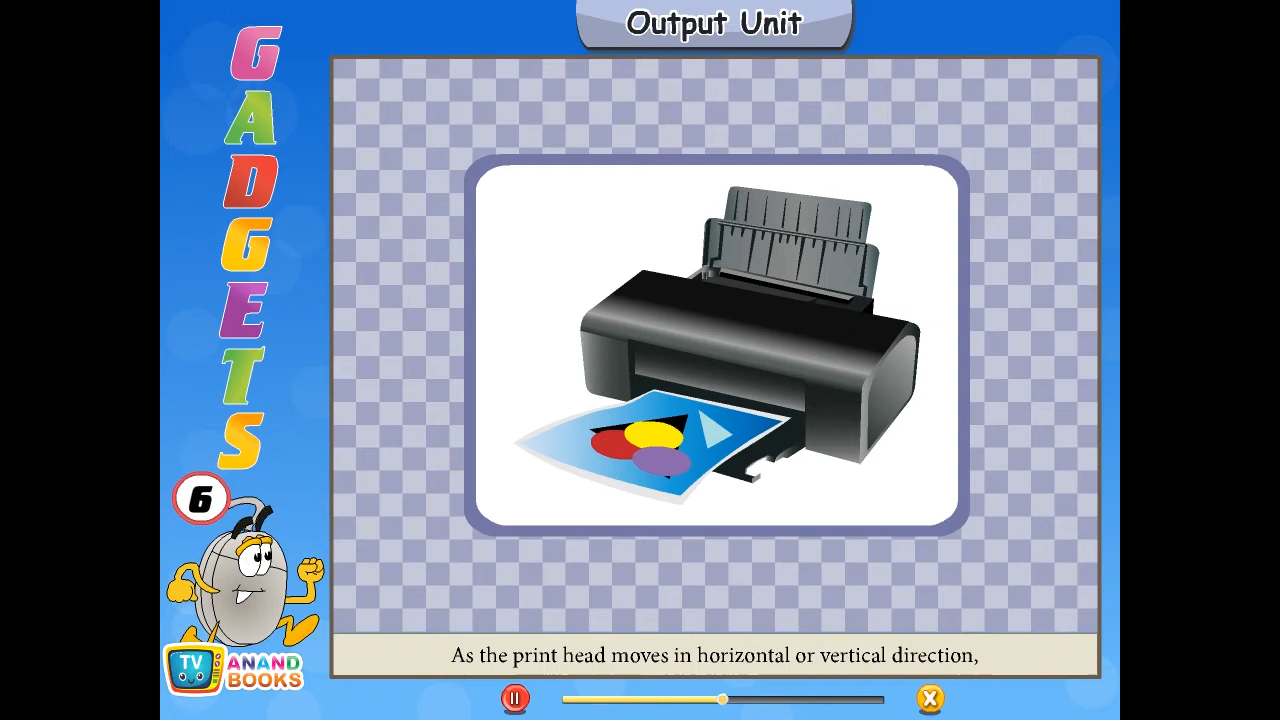 Output Unit
GADGETS
6
TV
ANAND
BOOKS
As the print head moves in horizontal or vertical direction,
X